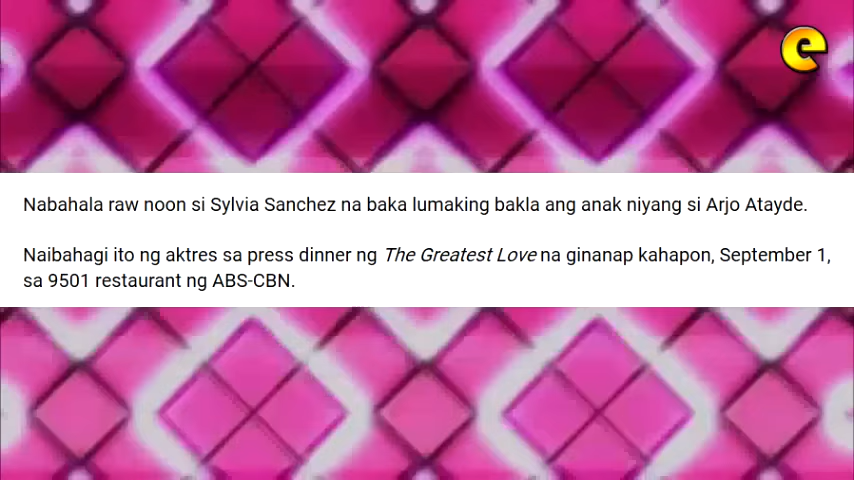 e
Nabahala raw noon si Sylvia Sanchez na baka lumaking bakla ang anak niyang si Arjo Atayde.
Naibahagi ito ng aktres sa press dinner ng The Greatest Love na ginanap kahapon, September 1,
sa 9501 restaurant ng ABS-CBN.